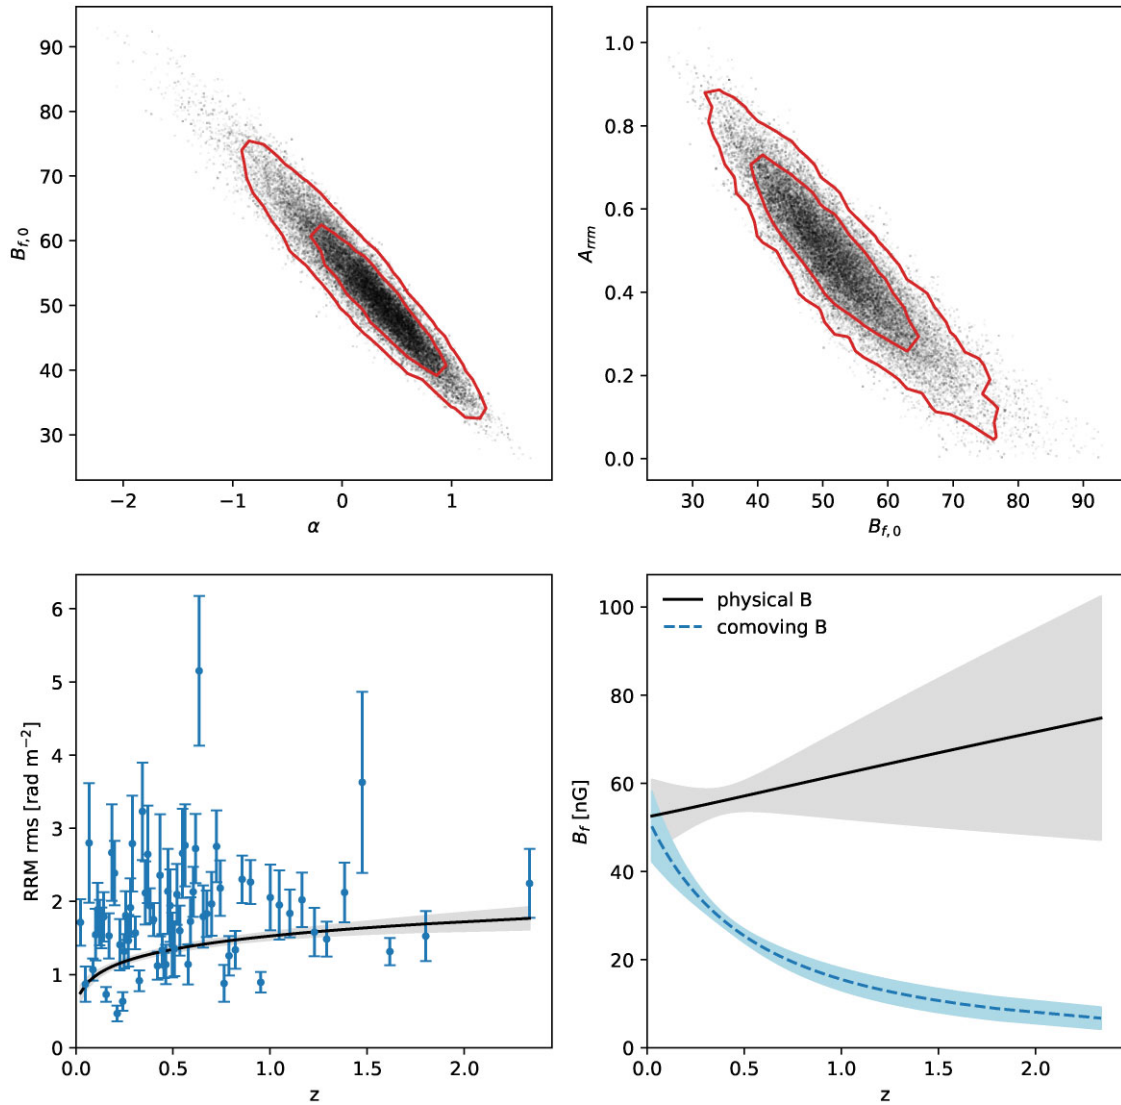 90
80
70
60
50
40
30
B_{f,0}
−2 −1 0 1
α
1.0
0.8
0.6
0.4
0.2
0.0
A_{rrm}
30 40 50 60 70 80 90
B_{f,0}
6
5
4
3
2
1
0
RRM rms [rad m⁻²]
0.0 0.5 1.0 1.5 2.0
z
physical B
comoving B
100
80
60
40
20
0
B_f [nG]
0.0 0.5 1.0 1.5 2.0
z